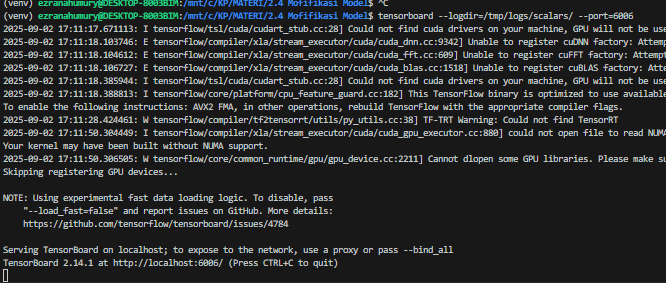 (venv) ezranahumury@DESKTOP-8003BIM:/mnt/c/KP/MATERI/2.4 Mofifikasi Model$ ^C
(venv) ezranahumury@DESKTOP-8003BIM:/mnt/c/KP/MATERI/2.4 Mofifikasi Model$ tensorboard --logdir=/tmp/logs/scalars/ --port=6006
2025-09-02 17:11:17.671113: I tensorflow/tsl/cuda/cudart_stub.cc:28] Could not find cuda drivers on your machine, GPU will not be use
2025-09-02 17:11:18.103746: E tensorflow/compiler/xla/stream_executor/cuda/cuda_dnn.cc:9342] Unable to register cuDNN factory: Attemp
2025-09-02 17:11:18.104612: E tensorflow/compiler/xla/stream_executor/cuda/cuda_fft.cc:609] Unable to register cuFFT factory: Attempt
2025-09-02 17:11:18.106727: E tensorflow/compiler/xla/stream_executor/cuda/cuda_blas.cc:1518] Unable to register cuBLAS factory: Atte
2025-09-02 17:11:18.385944: I tensorflow/tsl/cuda/cudart_stub.cc:28] Could not find cuda drivers on your machine, GPU will not be use
2025-09-02 17:11:18.388813: I tensorflow/core/platform/cpu_feature_guard.cc:182] This TensorFlow binary is optimized to use available
To enable the following instructions: AVX2 FMA, in other operations, rebuild TensorFlow with the appropriate compiler flags.
2025-09-02 17:11:28.424461: W tensorflow/compiler/tf2tensorrt/utils/py_utils.cc:38] TF-TRT Warning: Could not find TensorRT
2025-09-02 17:11:50.304449: I tensorflow/compiler/xla/stream_executor/cuda/cuda_gpu_executor.cc:880] could not open file to read NUMA
Your kernel may have been built without NUMA support.
2025-09-02 17:11:50.306505: W tensorflow/core/common_runtime/gpu/gpu_device.cc:2211] Cannot dlopen some GPU libraries. Please make su
Skipping registering GPU devices...
NOTE: Using experimental fast data loading logic. To disable, pass
"--load_fast=false" and report issues on GitHub. More details:
https://github.com/tensorflow/tensorboard/issues/4784
Serving TensorBoard on localhost; to expose to the network, use a proxy or pass --bind_all
TensorBoard 2.14.1 at http://localhost:6006/ (Press CTRL+C to quit)